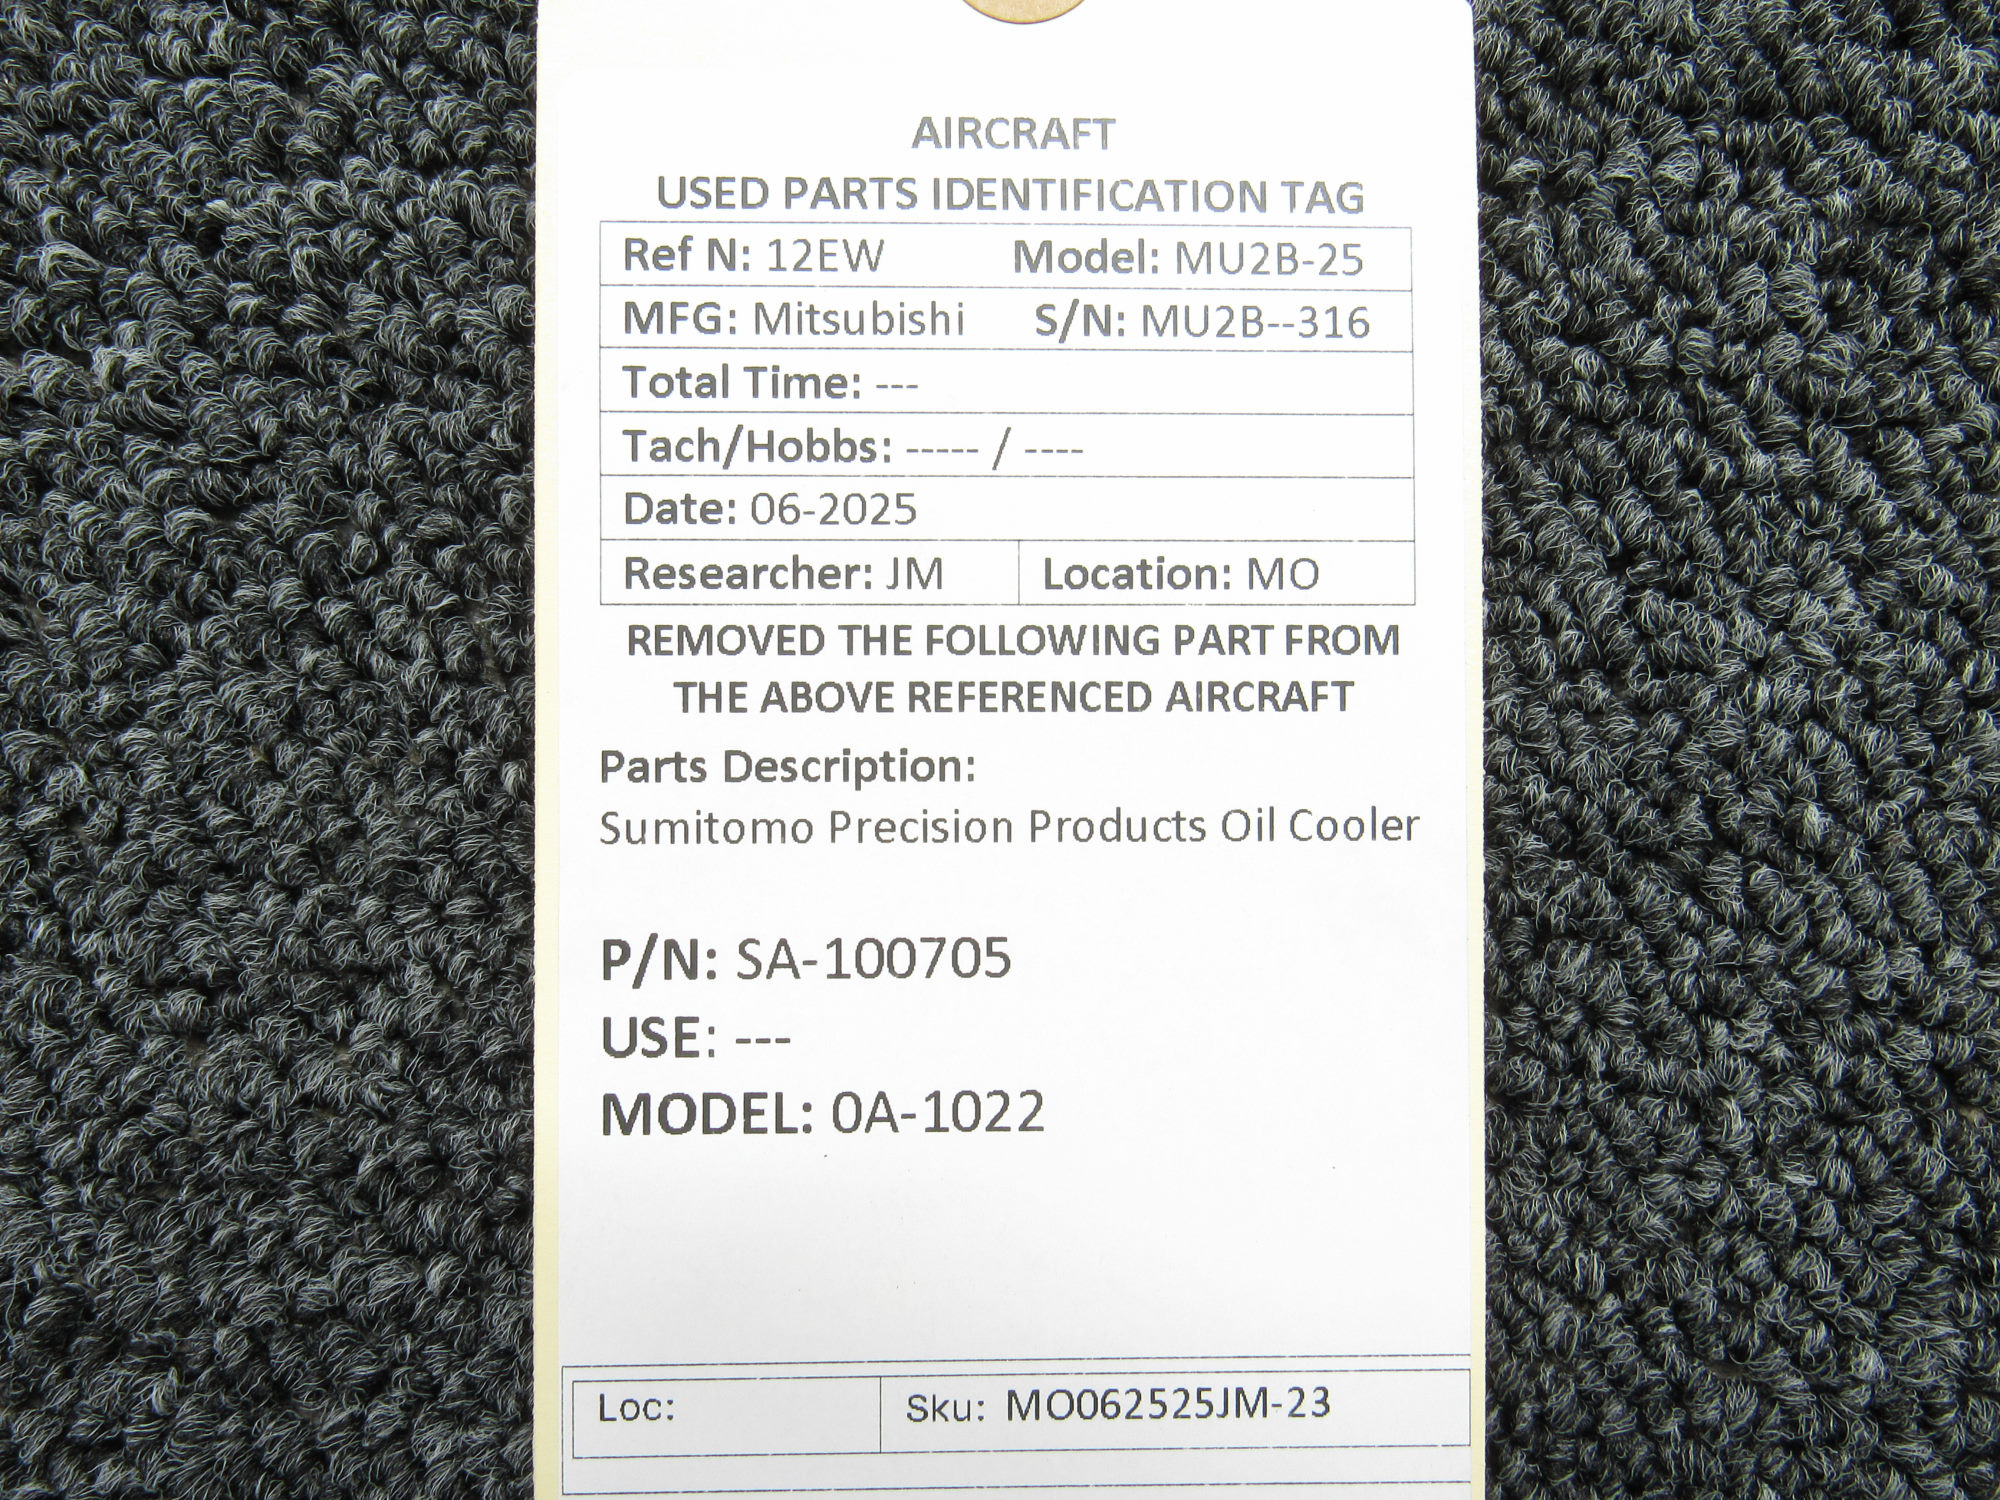 AIRCRAFT
USED PARTS IDENTIFICATION TAG
Ref N: 12EW Model: MU2B-25
MFG: Mitsubishi S/N: MU2B--316
Total Time: ---
Tach/Hobbs: ----- / ----
Date: 06-2025
Researcher: JM Location: MO
REMOVED THE FOLLOWING PART FROM
THE ABOVE REFERENCED AIRCRAFT
Parts Description:
Sumitomo Precision Products Oil Cooler
P/N: SA-100705
USE: ---
MODEL: 0A-1022
Loc: Sku: MO062525JM-23